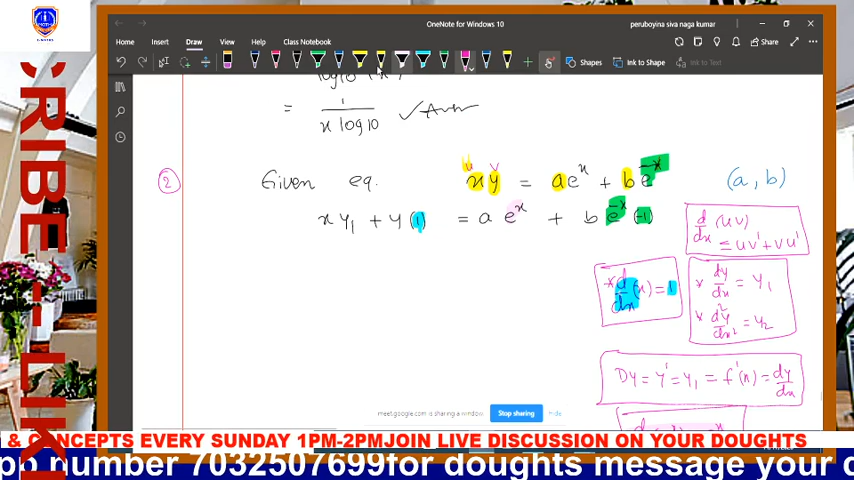 OneNote for Windows 10
peruboyina siva naga kumar
Home Insert Draw View Help Class Notebook
Share
Shapes Ink to Shape Ink to Text
= 1/(x log10) ✓
② Given eq. xy = ae^x + be^-x (a, b)
u v
xy₁ + y(1) = a e^x + b e^-x (-1)
d/dx (uv)
≤ uv' + vu'
* d/dx (x) = 1
* dy/dx = y₁
* d²y/dx² = y₂
Dy = y' = y₁ = f'(x) = dy/dx
meet.google.com is sharing a window.
Stop sharing
Hide
RIBE -- LIK
& CONCEPTS EVERY SUNDAY 1PM-2PMJOIN LIVE DISCUSSION ON YOUR DOUGHTS
pp number 7032507699for doughts message your